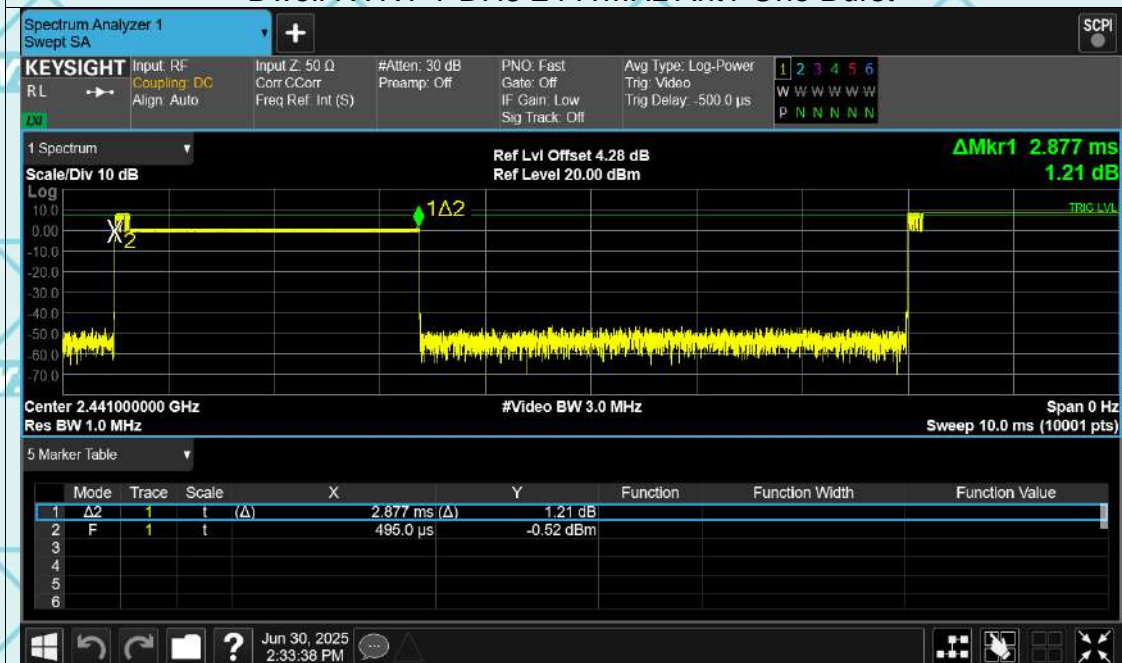 Spectrum Analyzer 1
Swept SA
+
SCPI
KEYSIGHT Input: RF
RL
Coupling: DC
Align: Auto
LXI
Input Z: 50 Ω
Corr CCorr
Freq Ref: Int (S)
#Atten: 30 dB
Preamp: Off
PNO: Fast
Gate: Off
IF Gain: Low
Sig Track: Off
Avg Type: Log-Power
Trig: Video
Trig Delay: -500.0 µs
1 2 3 4 5 6
W W W W W W
P N N N N N
1 Spectrum
Scale/Div 10 dB
Ref Lvl Offset 4.28 dB
Ref Level 20.00 dBm
ΔMkr1 2.877 ms
1.21 dB
Log
10.0
0.00
-10.0
-20.0
-30.0
-40.0
-50.0
-60.0
-70.0
1Δ2
X2
TRIG LVL
Center 2.441000000 GHz
Res BW 1.0 MHz
#Video BW 3.0 MHz
Span 0 Hz
Sweep 10.0 ms (10001 pts)
5 Marker Table
Mode Trace Scale X Y Function Function Width Function Value
1 Δ2 1 t (Δ) 2.877 ms (Δ) 1.21 dB
2 F 1 t 495.0 µs -0.52 dBm
3
4
5
6
?
Jun 30, 2025
2:33:38 PM